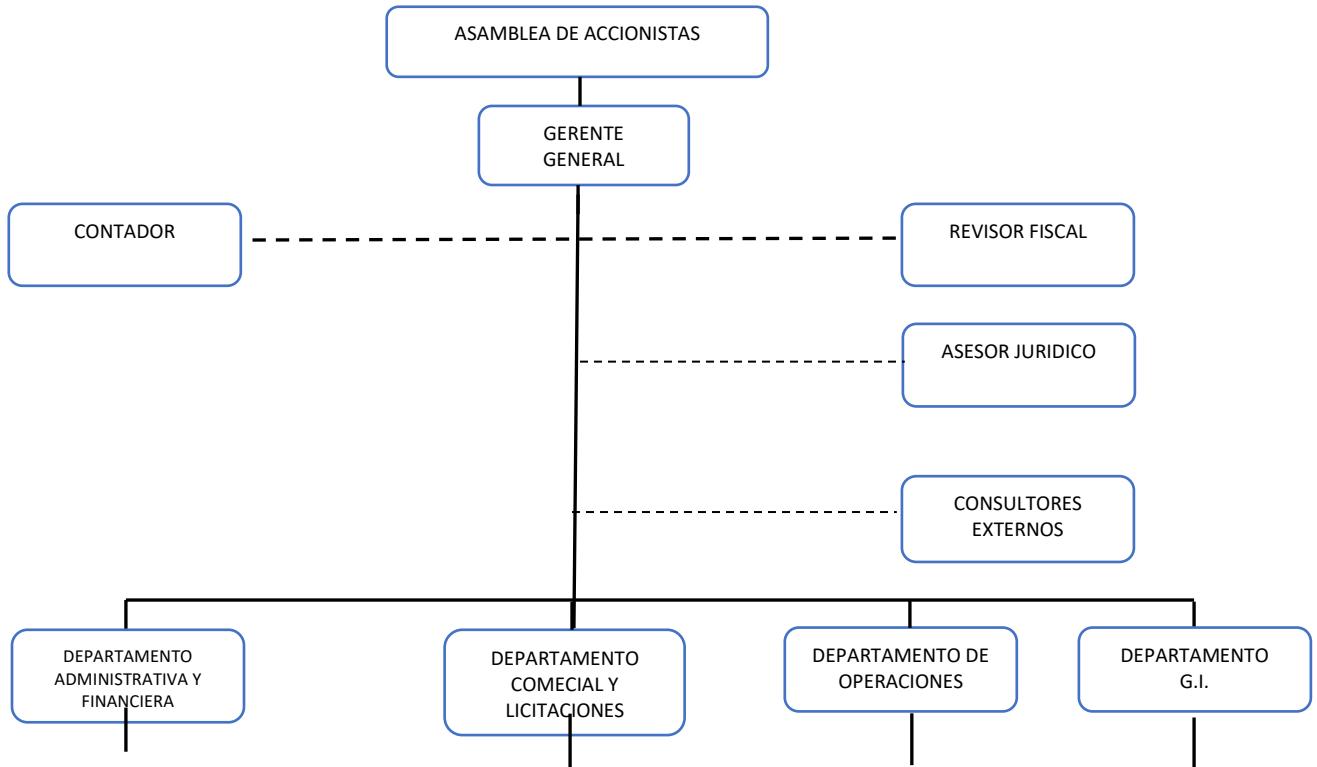 ASAMBLEA DE ACCIONISTAS
GERENTE
GENERAL
CONTADOR
REVISOR FISCAL
ASESOR JURIDICO
CONSULTORES
EXTERNOS
DEPARTAMENTO
ADMINISTRATIVA Y
FINANCIERA
DEPARTAMENTO
COMECIAL Y
LICITACIONES
DEPARTAMENTO DE
OPERACIONES
DEPARTAMENTO
G.I.